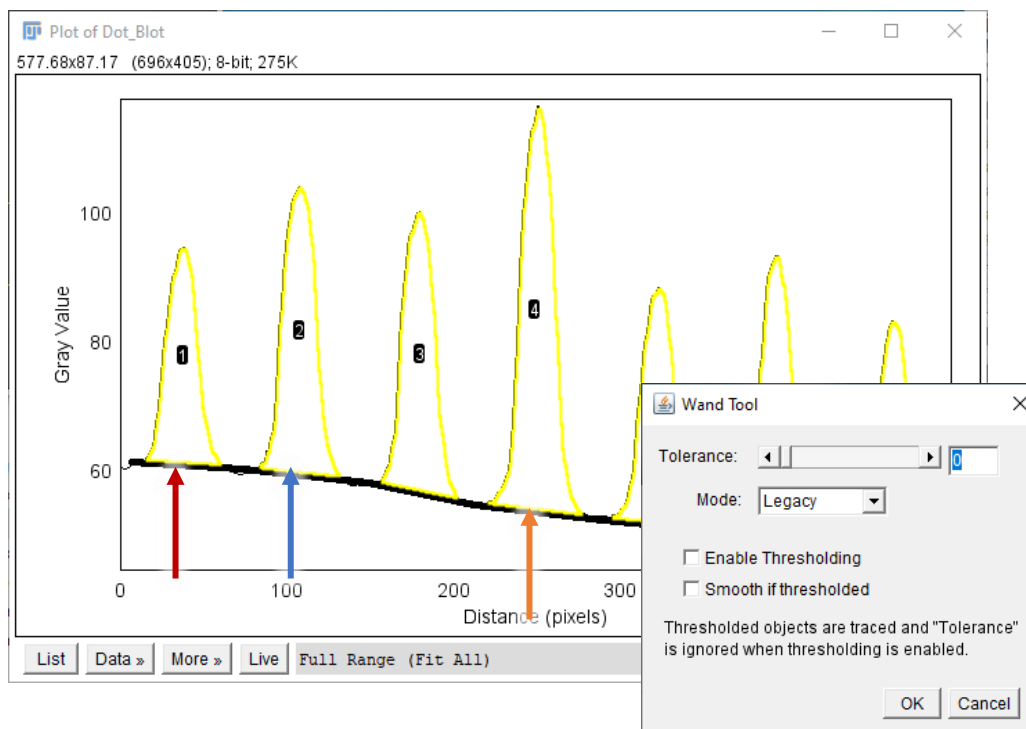 Plot of Dot_Blot
577.68x87.17 (696x405); 8-bit; 275K
Gray Value
100
80
60
1
2
3
4
0
100
200
300
Distance (pixels)
List
Data »
More »
Live
Full Range (Fit All)
Wand Tool
Tolerance:
0
Mode:
Legacy
Enable Thresholding
Smooth if thresholded
Thresholded objects are traced and "Tolerance"
is ignored when thresholding is enabled.
OK
Cancel